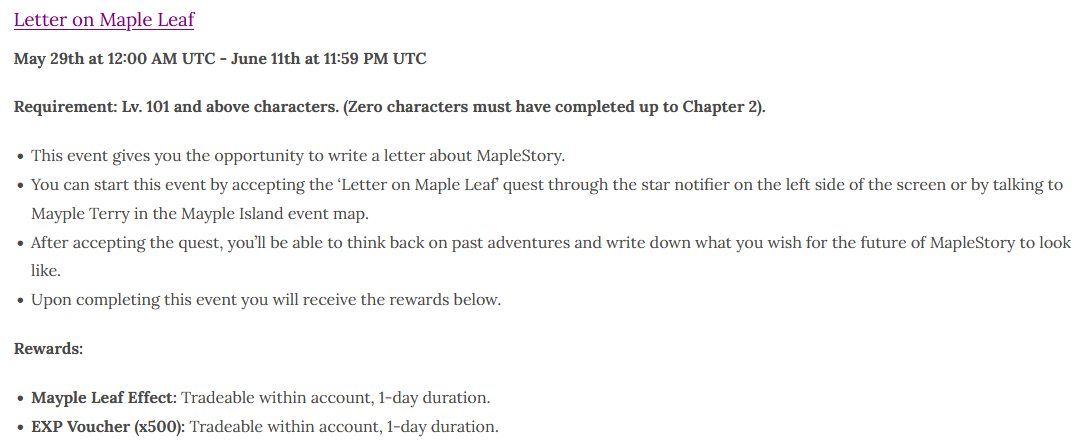 Letter on Maple Leaf
May 29th at 12:00 AM UTC - June 11th at 11:59 PM UTC
Requirement: Lv. 101 and above characters. (Zero characters must have completed up to Chapter 2).
• This event gives you the opportunity to write a letter about MapleStory.
• You can start this event by accepting the ‘Letter on Maple Leaf’ quest through the star notifier on the left side of the screen or by talking to
Mayple Terry in the Mayple Island event map.
• After accepting the quest, you’ll be able to think back on past adventures and write down what you wish for the future of MapleStory to look
like.
• Upon completing this event you will receive the rewards below.
Rewards:
• Mayple Leaf Effect: Tradeable within account, 1-day duration.
• EXP Voucher (x500): Tradeable within account, 1-day duration.